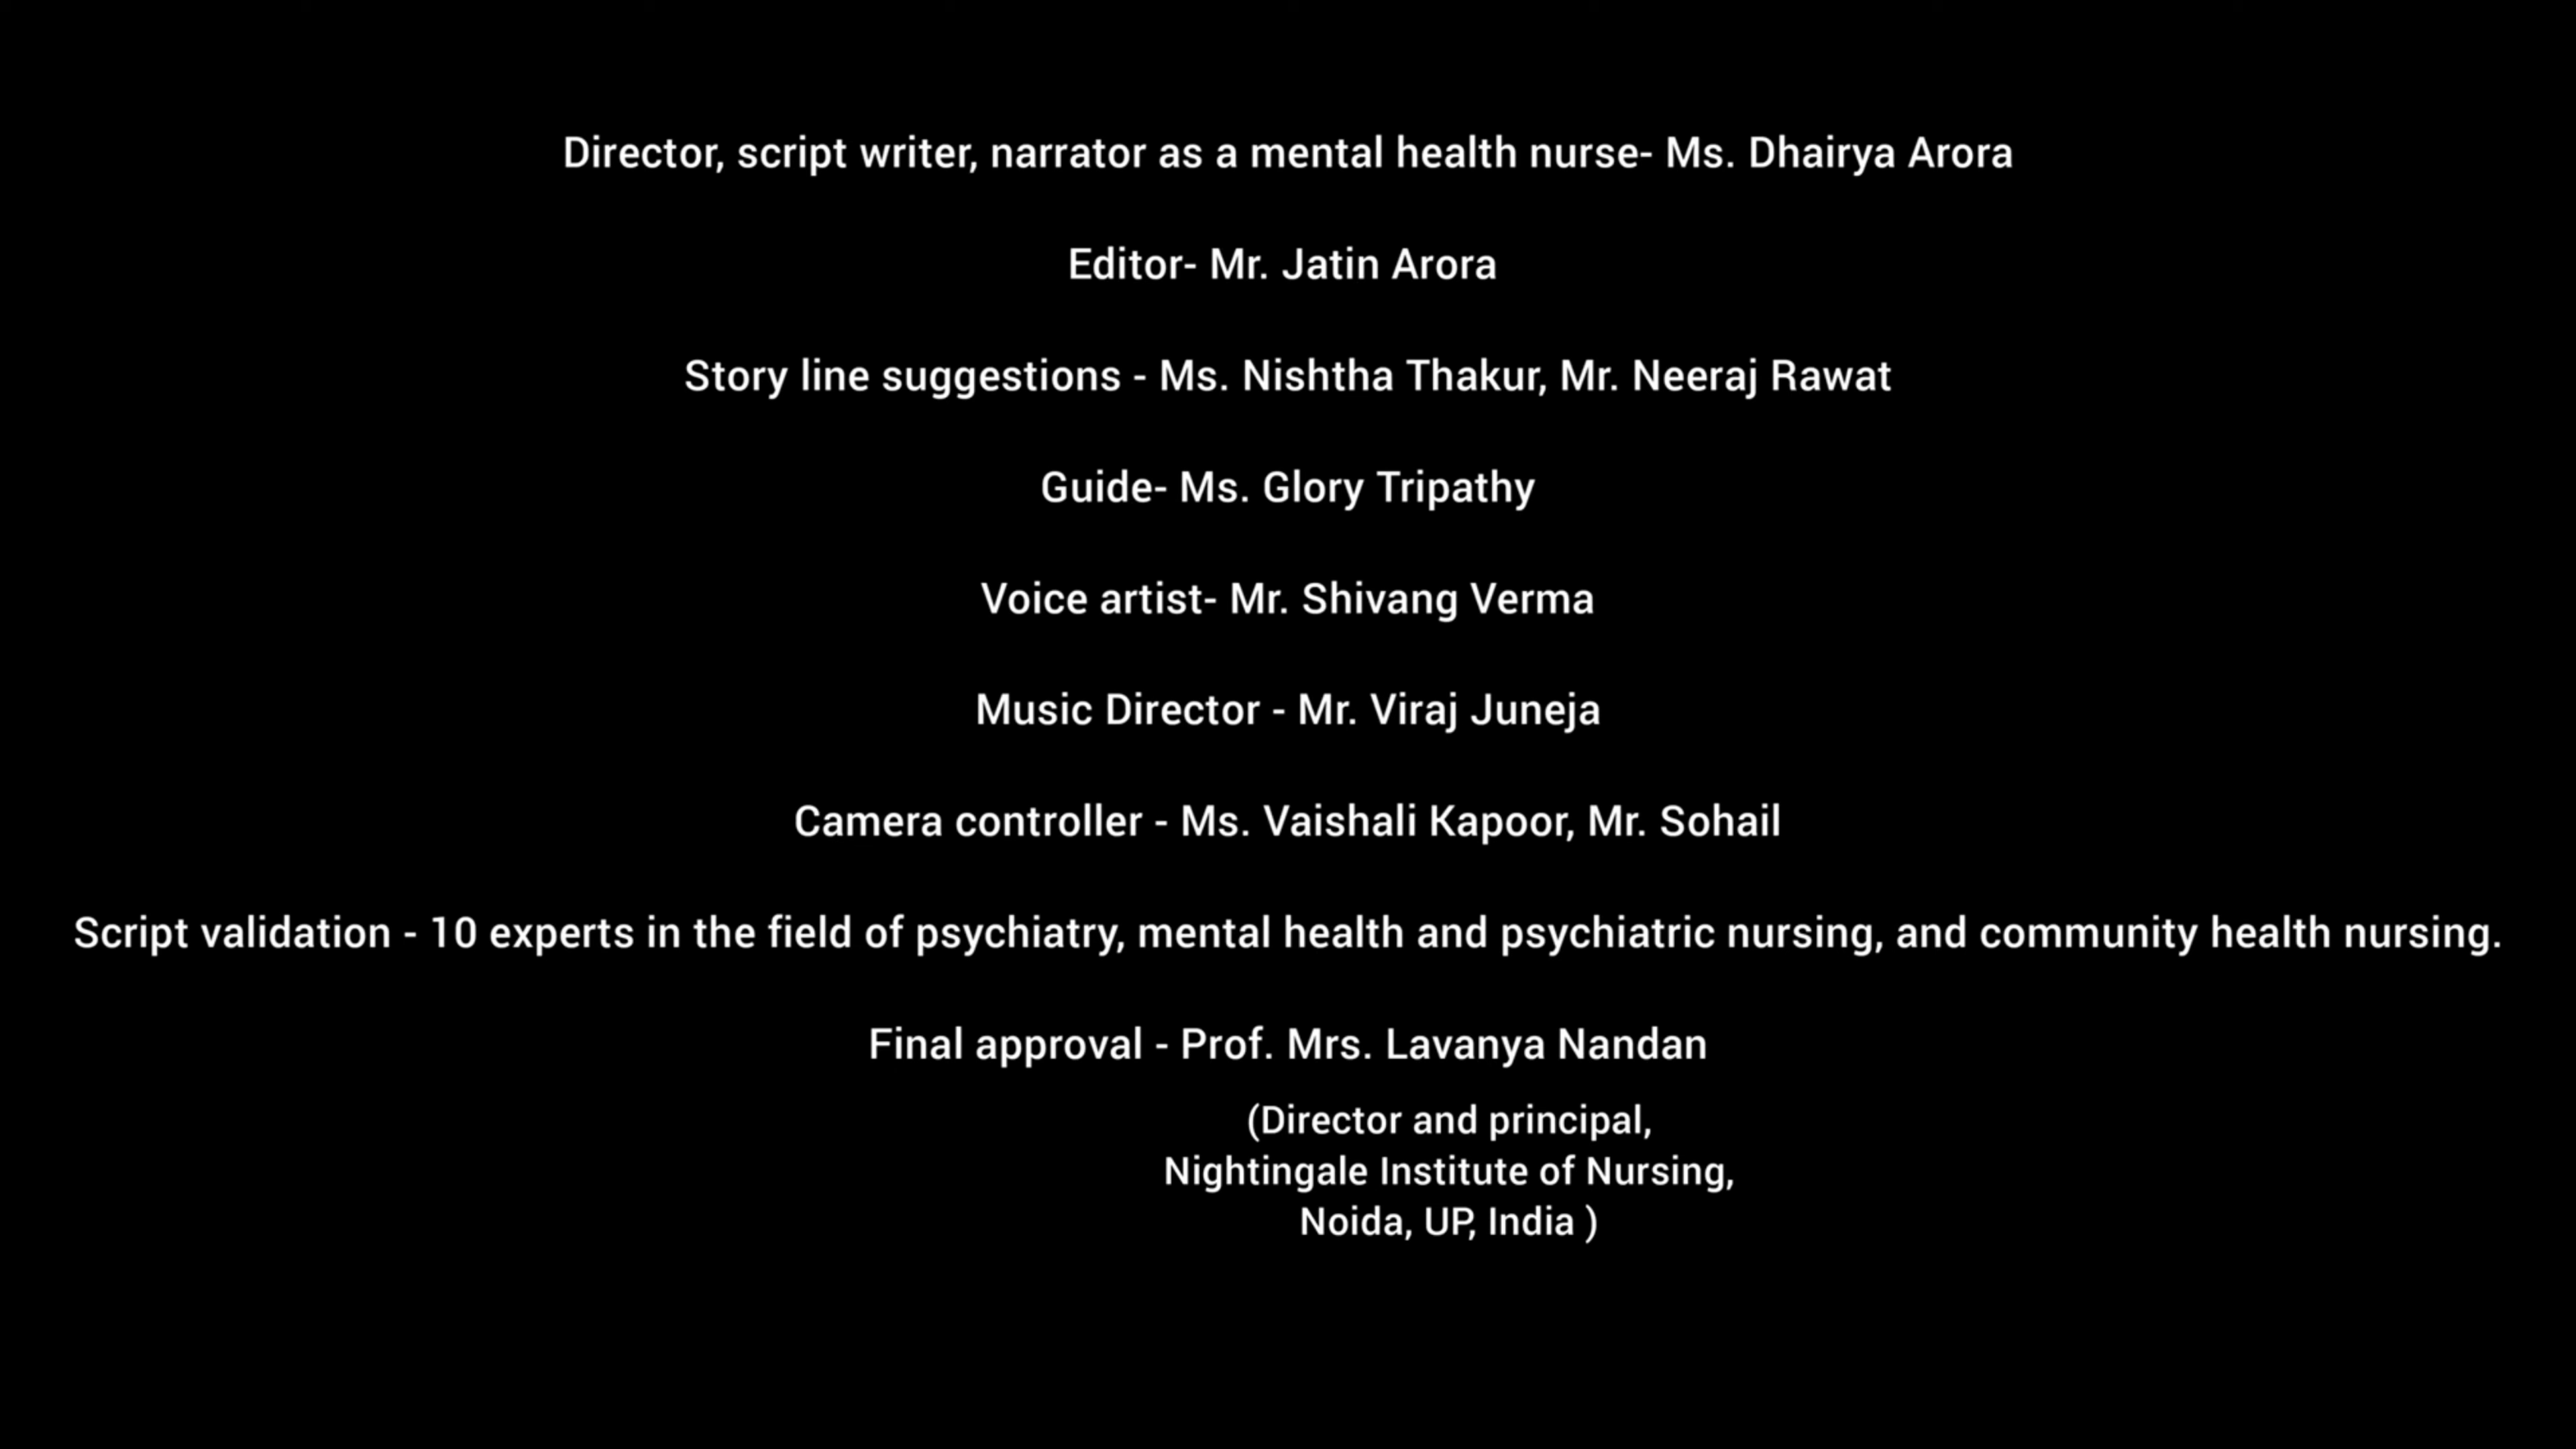 Director, script writer, narrator as a mental health nurse- Ms. Dhairya Arora
Editor- Mr. Jatin Arora
Story line suggestions - Ms. Nishtha Thakur, Mr. Neeraj Rawat
Guide- Ms. Glory Tripathy
Voice artist- Mr. Shivang Verma
Music Director - Mr. Viraj Juneja
Camera controller - Ms. Vaishali Kapoor, Mr. Sohail
Script validation - 10 experts in the field of psychiatry, mental health and psychiatric nursing, and community health nursing.
Final approval - Prof. Mrs. Lavanya Nandan
(Director and principal,
Nightingale Institute of Nursing,
Noida, UP, India )